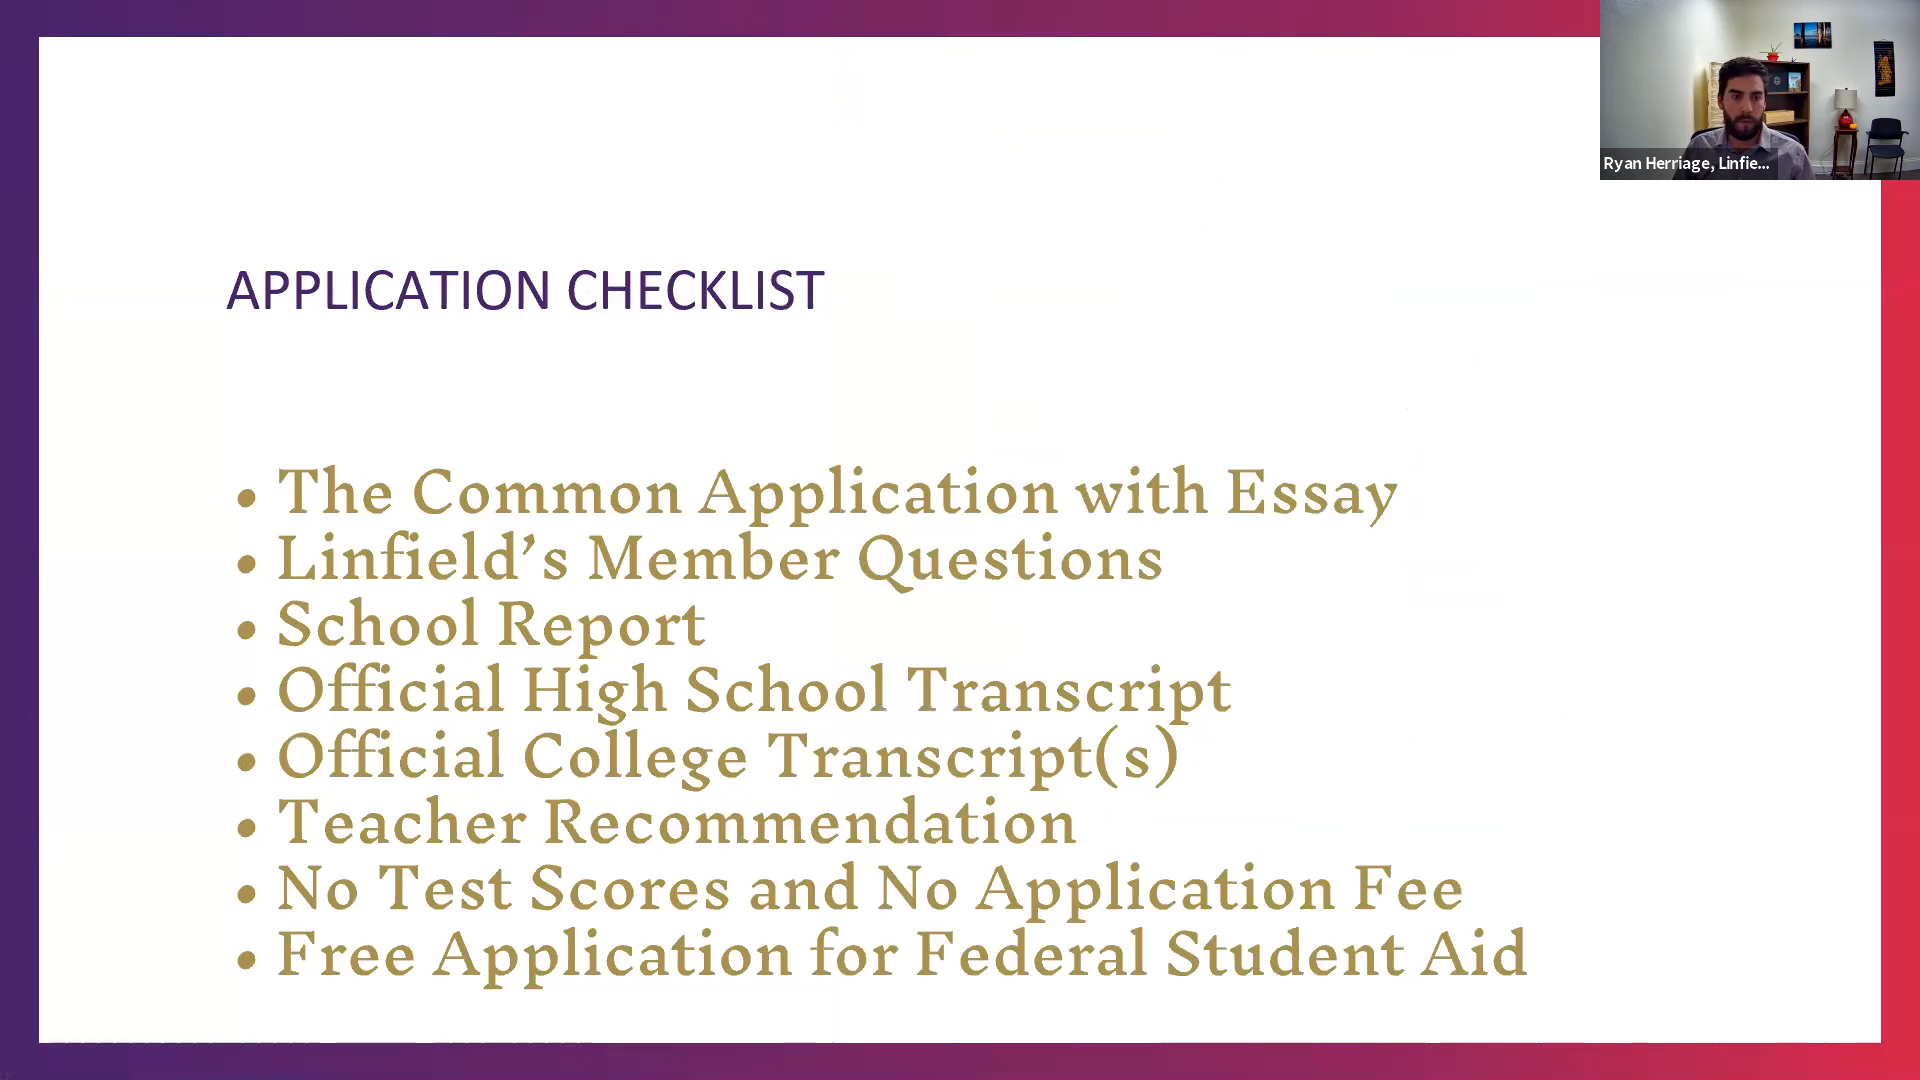 Ryan Herriage, Linfie...
APPLICATION CHECKLIST
• The Common Application with Essay
• Linfield’s Member Questions
• School Report
• Official High School Transcript
• Official College Transcript(s)
• Teacher Recommendation
• No Test Scores and No Application Fee
• Free Application for Federal Student Aid